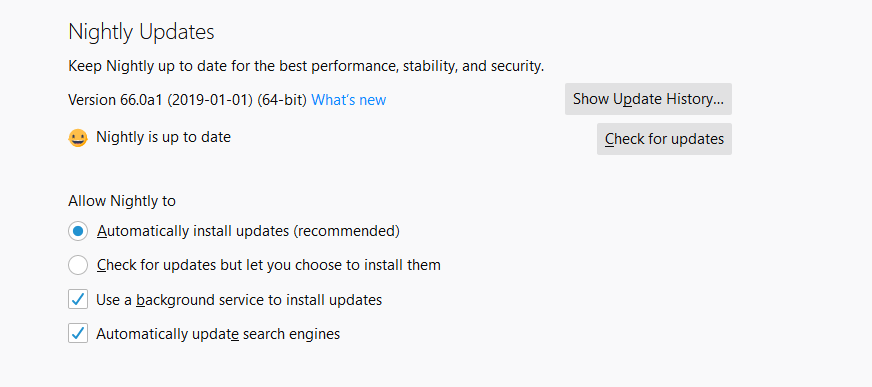 Nightly Updates
Keep Nightly up to date for the best performance, stability, and security.
Version 66.0a1 (2019-01-01) (64-bit) What's new
Show Update History...
Nightly is up to date
Check for updates
Allow Nightly to
Automatically install updates (recommended)
Check for updates but let you choose to install them
Use a background service to install updates
Automatically update search engines